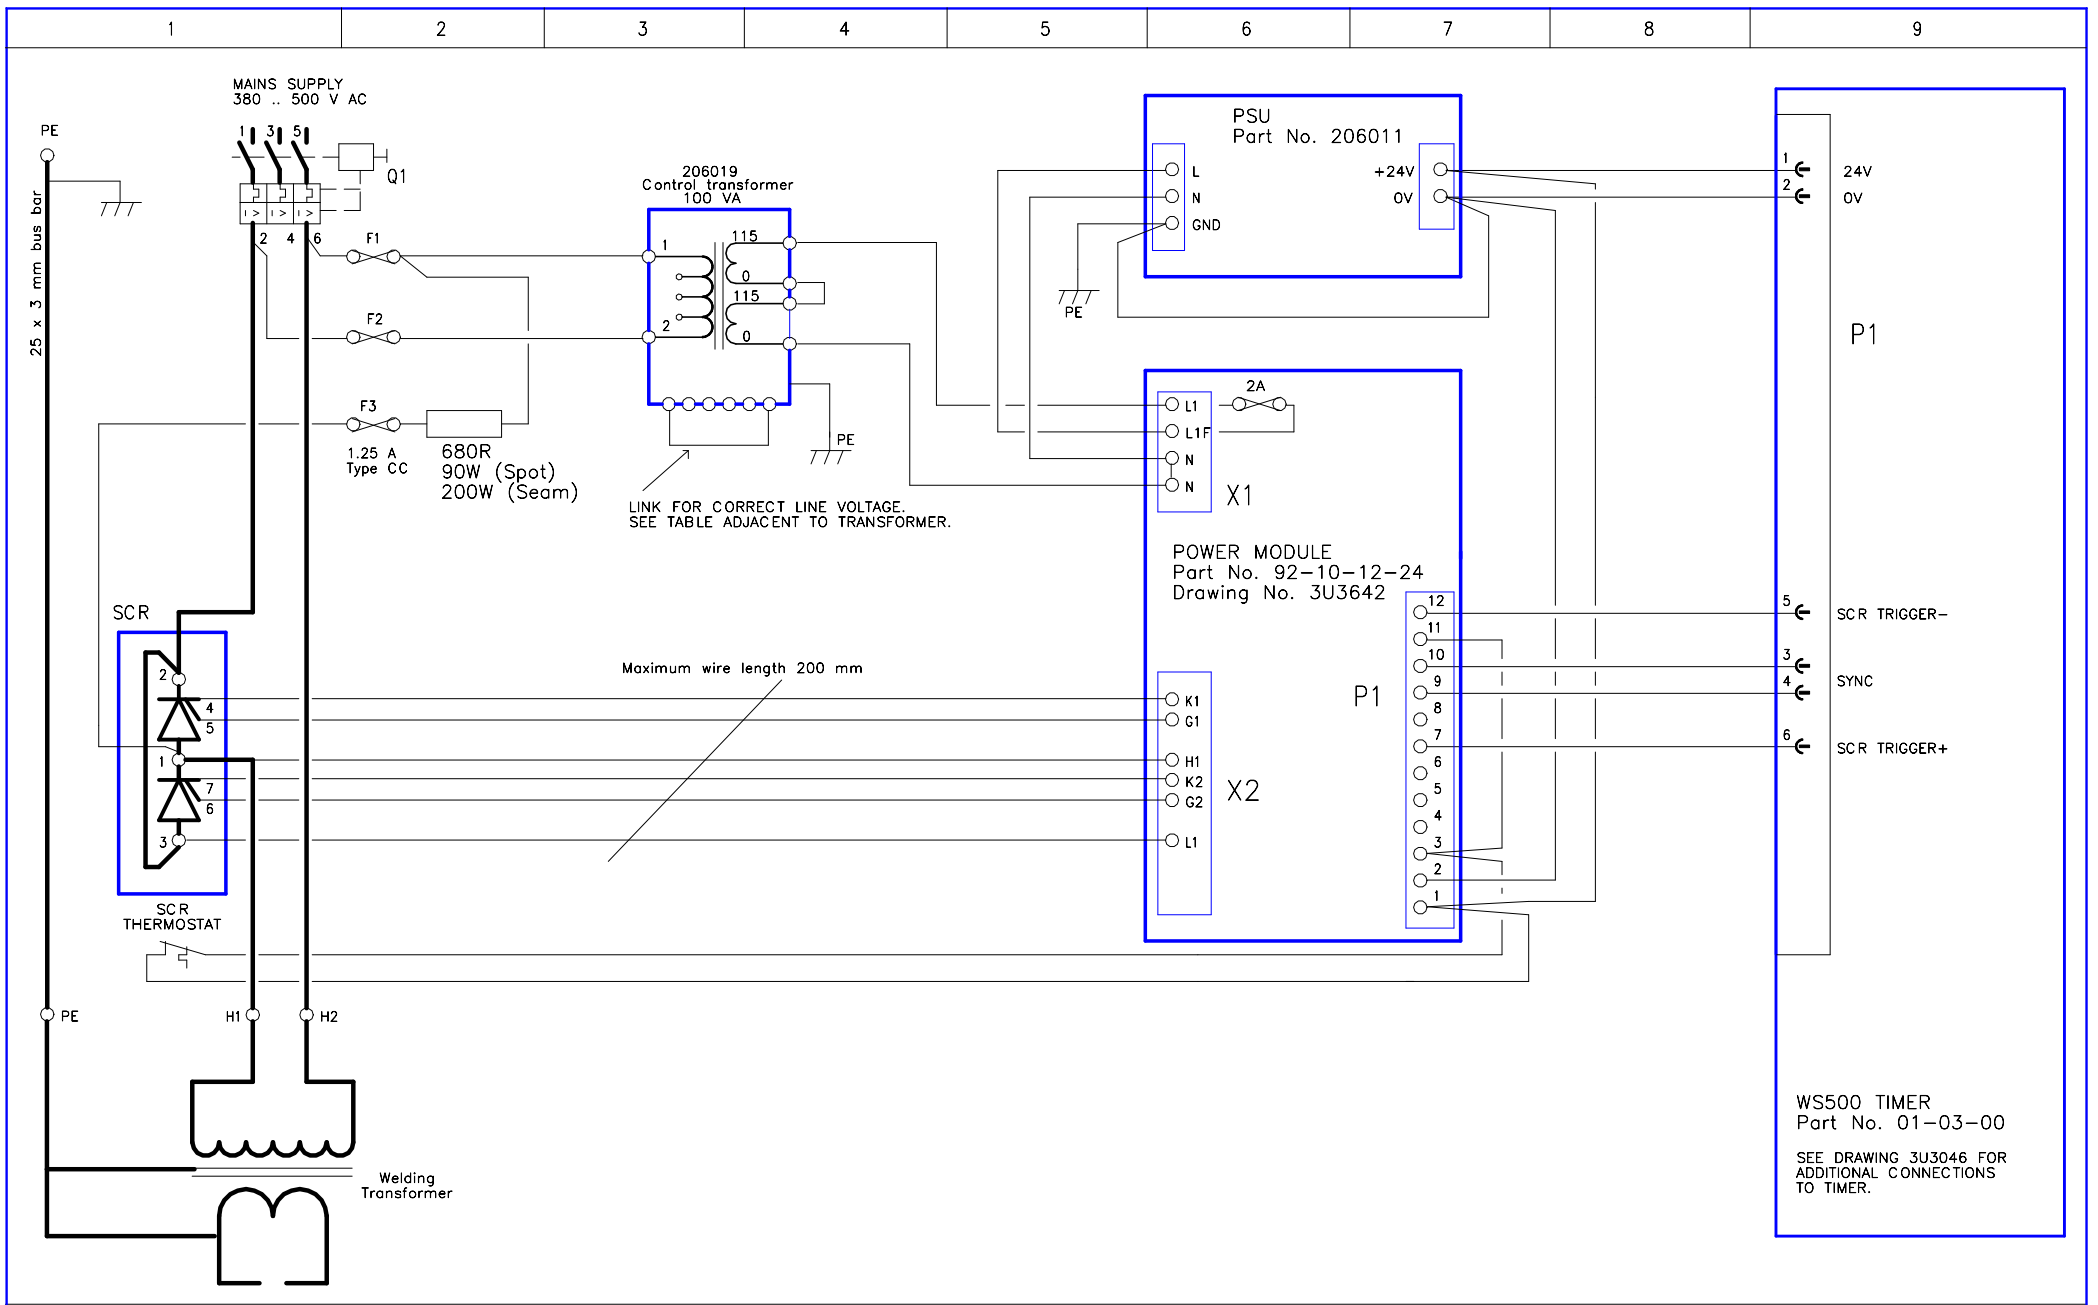 1 2 3 4 5 6 7 8 9
MAINS SUPPLY
380 .. 500 V AC
PE
1 3 5
Q1
I > I > I >
2 4 6
25 x 3 mm bus bar
F1
F2
F3
1.25 A
Type CC
680R
90W (Spot)
200W (Seam)
206019
Control transformer
100 VA
1
2
115
0
115
0
PE
LINK FOR CORRECT LINE VOLTAGE.
SEE TABLE ADJACENT TO TRANSFORMER.
PSU
Part No. 206011
L
N
GND
+24V
0V
PE
2A
L1
L1F
N
N
X1
POWER MODULE
Part No. 92-10-12-24
Drawing No. 3U3642
12
11
10
9
8
7
6
5
4
3
2
1
P1
K1
G1
H1
K2
G2
L1
X2
Maximum wire length 200 mm
SCR
2
4
5
1
7
6
3
SCR
THERMOSTAT
PE
H1
H2
Welding
Transformer
1 24V
2 0V
P1
5 SCR TRIGGER-
3
4 SYNC
6 SCR TRIGGER+
WS500 TIMER
Part No. 01-03-00
SEE DRAWING 3U3046 FOR
ADDITIONAL CONNECTIONS
TO TIMER.